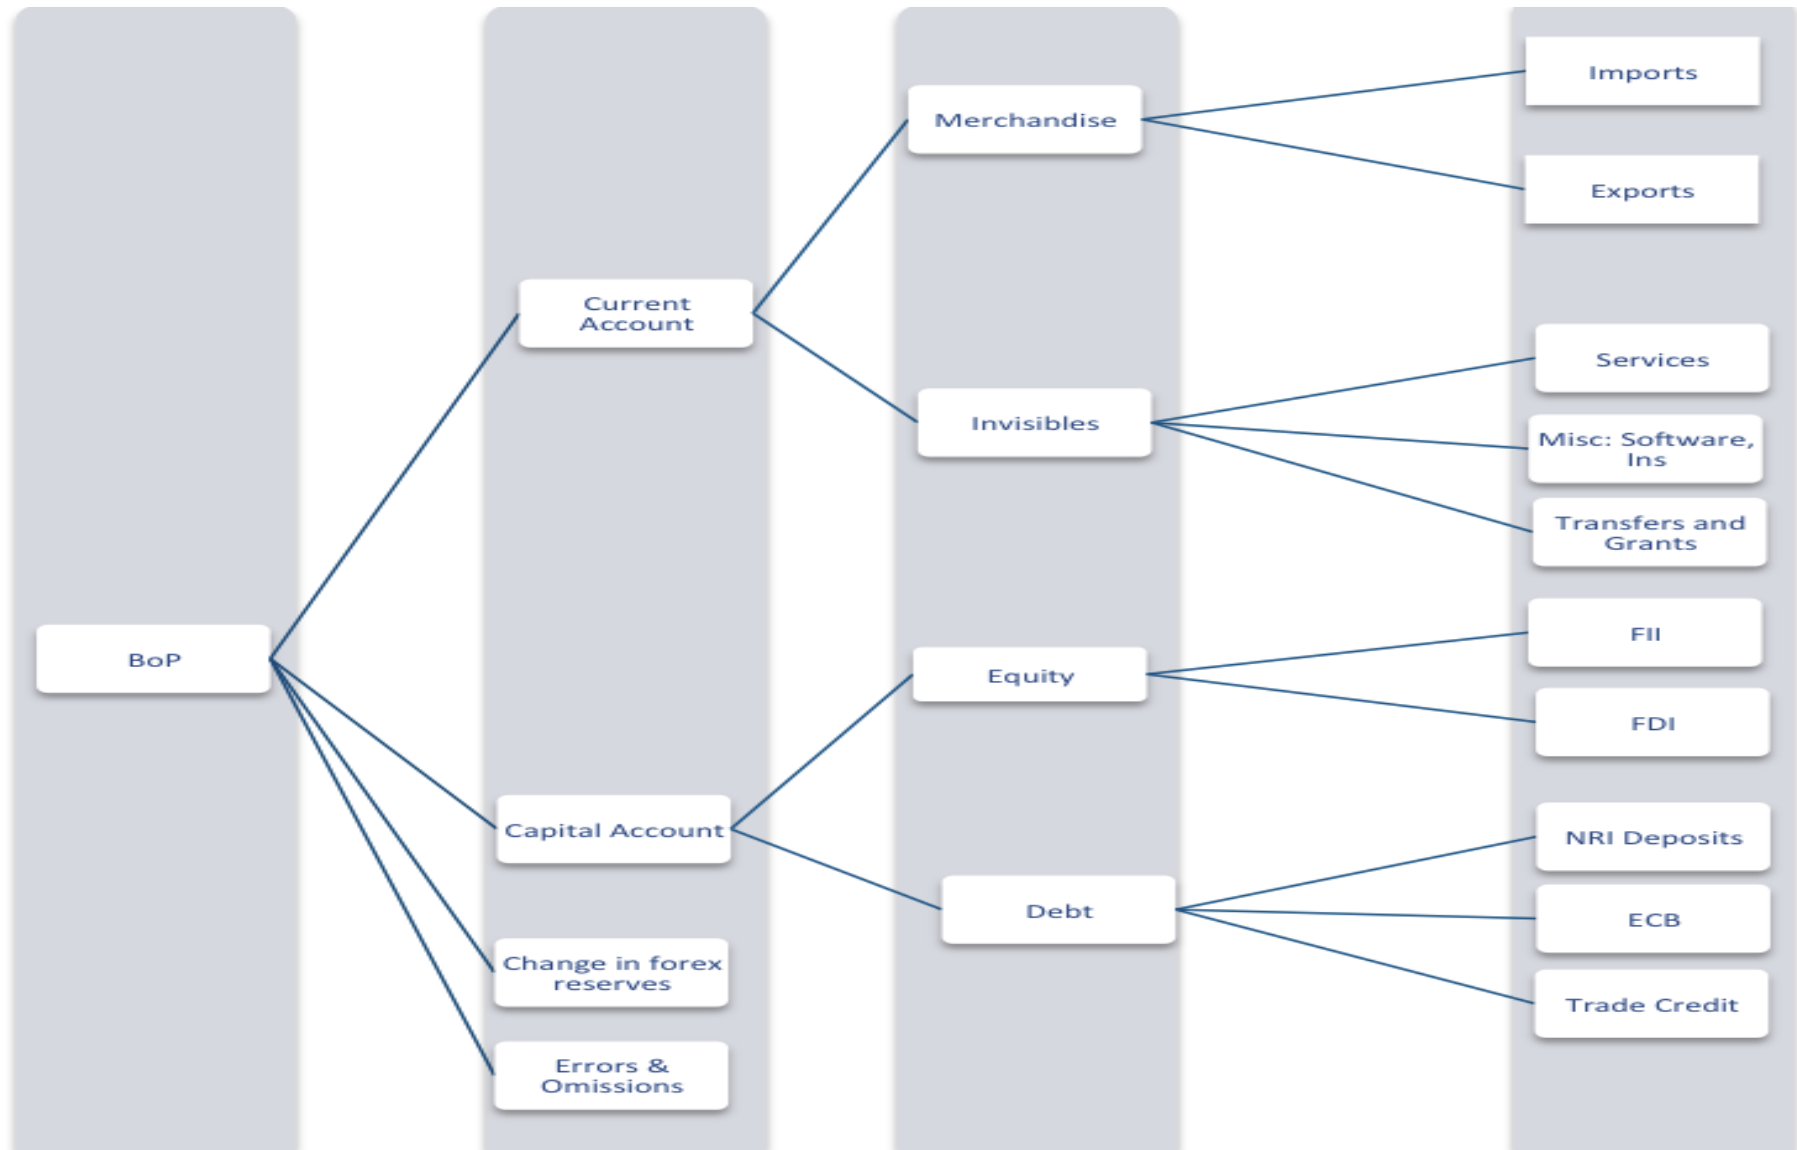 BoP
Current
Account
Capital Account
Change in forex
reserves
Errors &
Omissions
Merchandise
Invisibles
Equity
Debt
Imports
Exports
Services
Misc: Software,
Ins
Transfers and
Grants
FII
FDI
NRI Deposits
ECB
Trade Credit